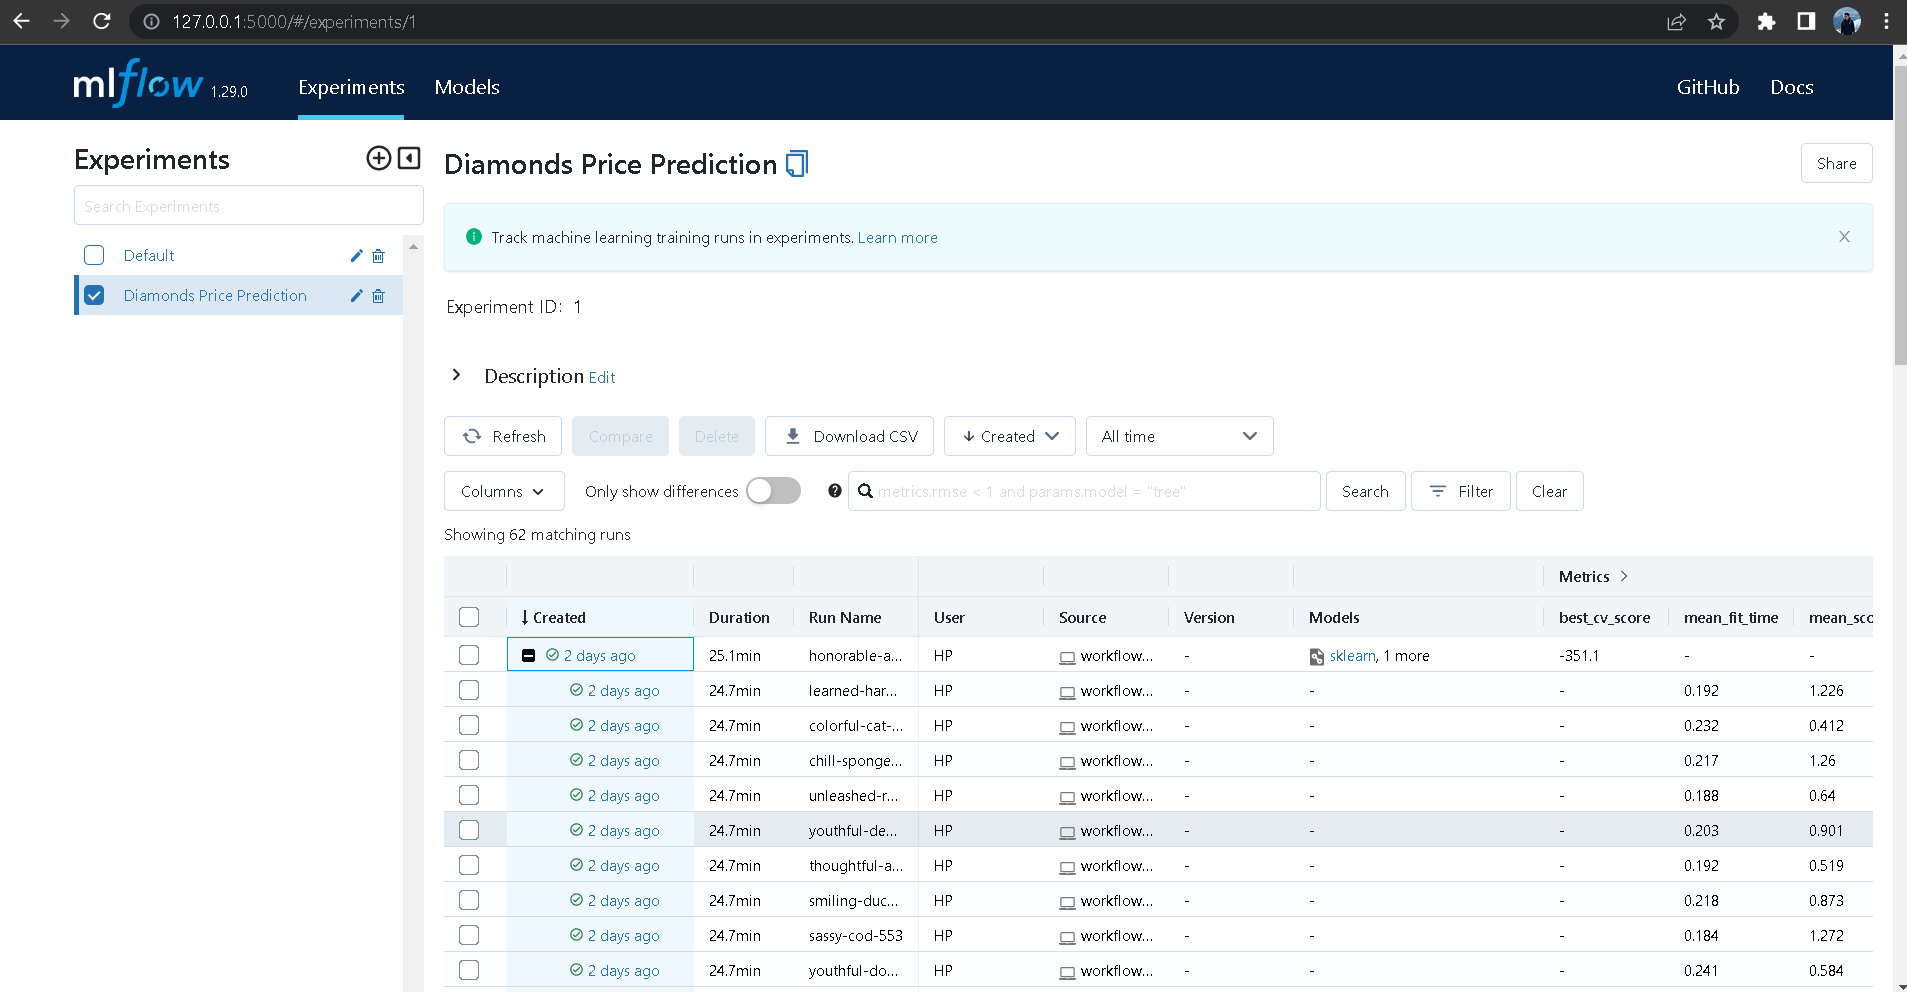 127.0.0.1:5000/#/experiments/1
mlflow 1.29.0 Experiments Models GitHub Docs
Experiments
Search Experiments
Default
Diamonds Price Prediction
Diamonds Price Prediction
Share
Track machine learning training runs in experiments. Learn more
Experiment ID: 1
Description Edit
Refresh Compare Delete Download CSV Created All time
Columns Only show differences metrics.rmse < 1 and params.model = "tree" Search Filter Clear
Showing 62 matching runs
Metrics
Created Duration Run Name User Source Version Models best_cv_score mean_fit_time mean_sco
2 days ago 25.1min honorable-a... HP workflow... - sklearn, 1 more -351.1 - -
2 days ago 24.7min learned-har... HP workflow... - - - 0.192 1.226
2 days ago 24.7min colorful-cat-... HP workflow... - - - 0.232 0.412
2 days ago 24.7min chill-sponge... HP workflow... - - - 0.217 1.26
2 days ago 24.7min unleashed-r... HP workflow... - - - 0.188 0.64
2 days ago 24.7min youthful-de... HP workflow... - - - 0.203 0.901
2 days ago 24.7min thoughtful-a... HP workflow... - - - 0.192 0.519
2 days ago 24.7min smiling-duc... HP workflow... - - - 0.218 0.873
2 days ago 24.7min sassy-cod-553 HP workflow... - - - 0.184 1.272
2 days ago 24.7min youthful-do... HP workflow... - - - 0.241 0.584